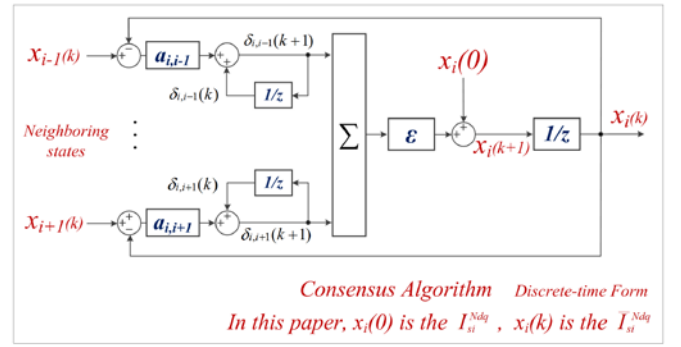 x_{i-1}(k)
a_{i,i-1}
δ_{i,i-1}(k+1)
δ_{i,i-1}(k)
1/z
Neighboring
states
Σ
x_i(0)
ε
x_i(k+1)
1/z
x_i(k)
δ_{i,i+1}(k)
1/z
x_{i+1}(k)
a_{i,i+1}
δ_{i,i+1}(k+1)
Consensus Algorithm Discrete-time Form
In this paper, x_i(0) is the I_{si}^{Ndq} , x_i(k) is the Ī_{si}^{Ndq}